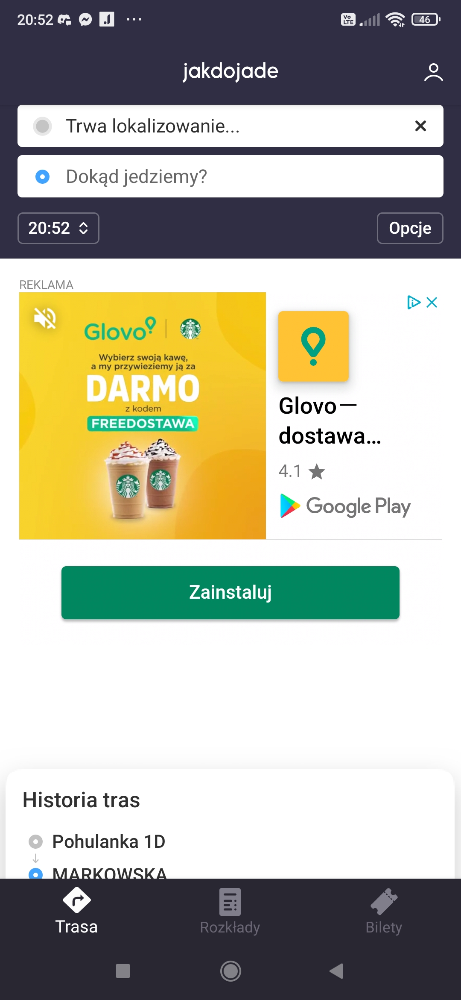 20:52
Vo LTE
46
jakdojade
Trwa lokalizowanie...
Dokąd jedziemy?
20:52
Opcje
REKLAMA
Glovo
Wybierz swoją kawę,
a my przywieziemy ją za
DARMO
z kodem
FREEDOSTAWA
Glovo—
dostawa...
4.1
Google Play
Zainstaluj
Historia tras
Pohulanka 1D
MARKOWSKA
Trasa
Rozkłady
Bilety